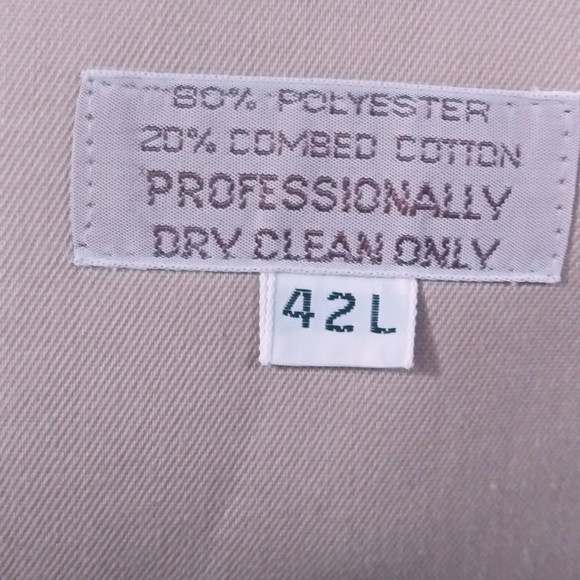 80% POLYESTER
20% COMBED COTTON
PROFESSIONALLY
DRY CLEAN ONLY
42L